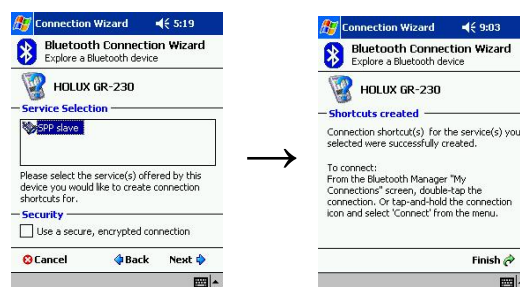 Connection Wizard 5:19
Bluetooth Connection Wizard
Explore a Bluetooth device
HOLUX GR-230
Service Selection
SPP slave
Please select the service(s) offered by this
device you would like to create connection
shortcuts for.
Security
Use a secure, encrypted connection
Cancel Back Next
Connection Wizard 9:03
Bluetooth Connection Wizard
Explore a Bluetooth device
HOLUX GR-230
Shortcuts created
Connection shortcut(s) for the service(s) you
selected were successfully created.
To connect:
From the Bluetooth Manager "My
Connections" screen, double-tap the
connection. Or tap-and-hold the connection
icon and select 'Connect' from the menu.
Finish